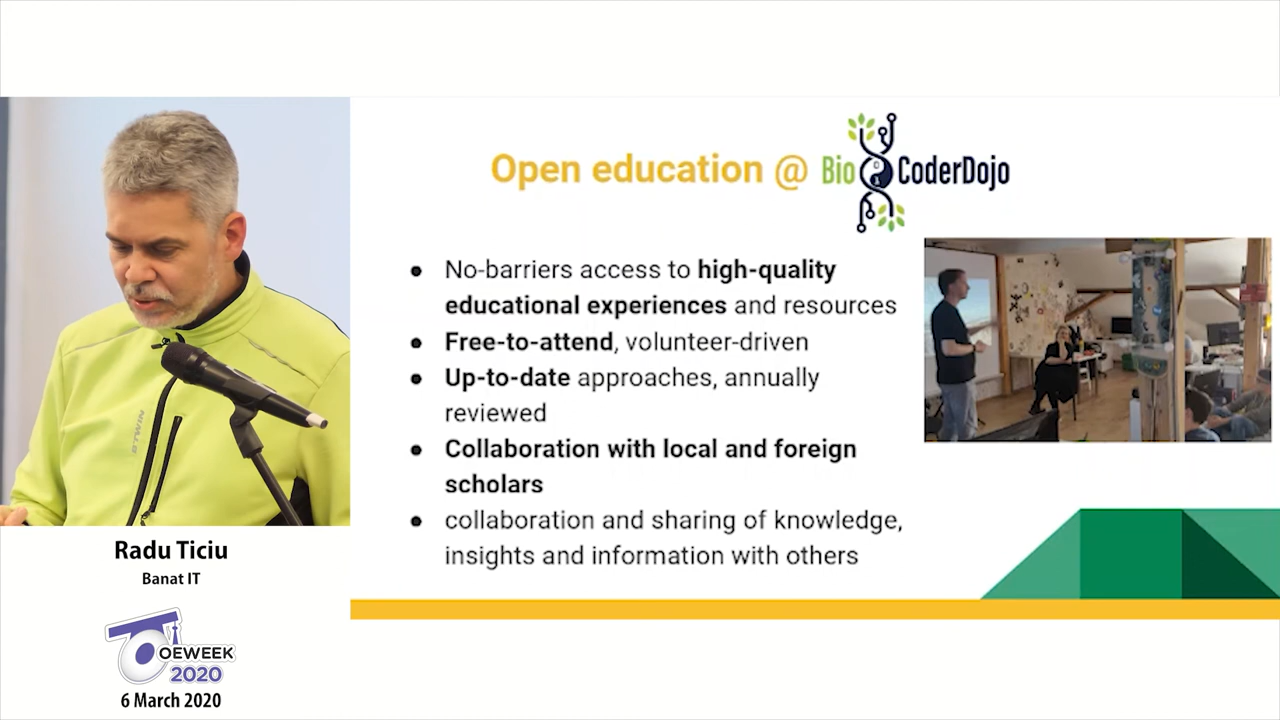 Open education @ Bio CoderDojo
• No-barriers access to high-quality
educational experiences and resources
• Free-to-attend, volunteer-driven
• Up-to-date approaches, annually
reviewed
• Collaboration with local and foreign
scholars
• collaboration and sharing of knowledge,
insights and information with others
B'TWIN
Radu Ticiu
Banat IT
OEWEEK
2020
6 March 2020